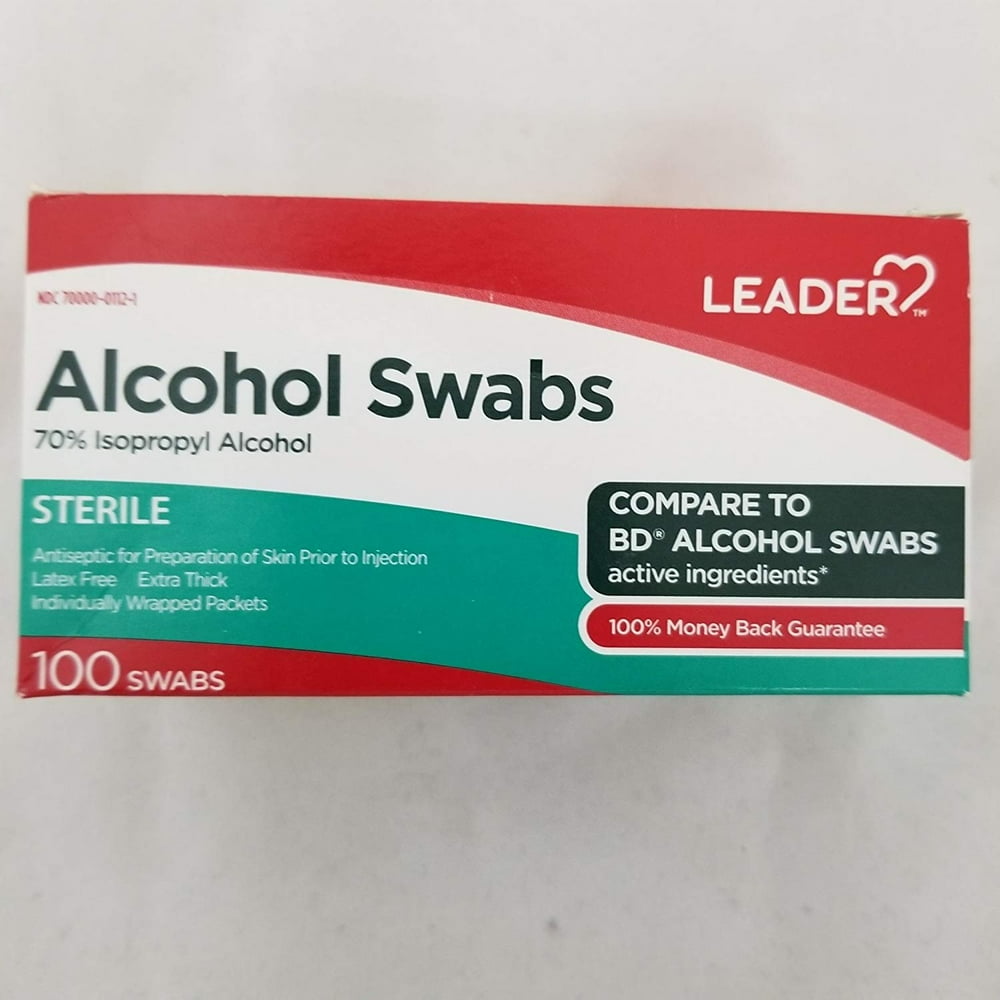 NDC 70000-0112-1
LEADER™
Alcohol Swabs
70% Isopropyl Alcohol
STERILE
Antiseptic for Preparation of Skin Prior to Injection
Latex Free Extra Thick
Individually Wrapped Packets
100 SWABS
COMPARE TO
BD® ALCOHOL SWABS
active ingredients*
100% Money Back Guarantee